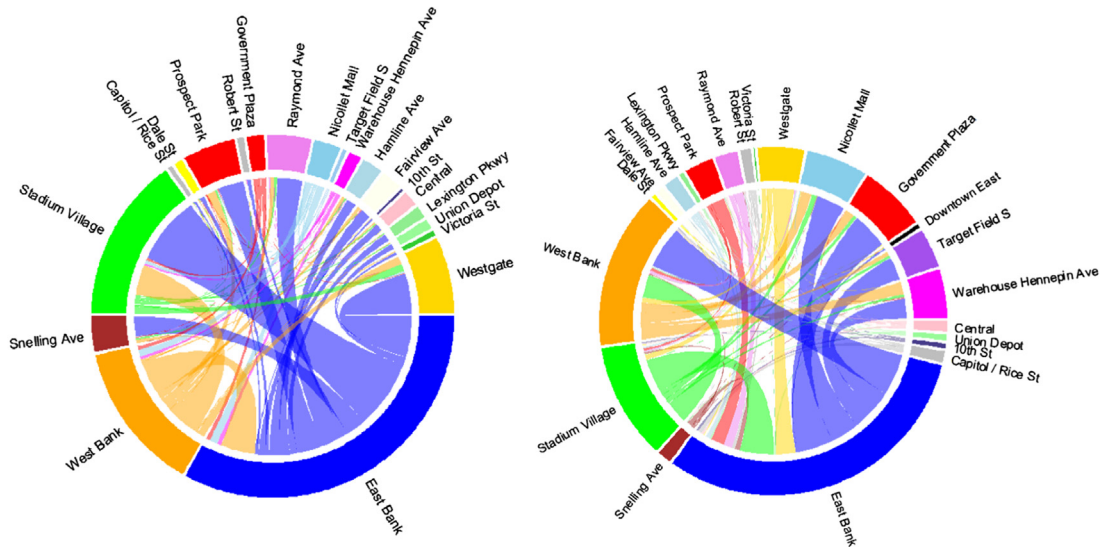 Stadium Village
Capitol / Rice St
Dale St
Prospect Park
Robert St
Government Plaza
Raymond Ave
Nicollet Mall
Target Field S
Warehouse Hennepin Ave
Hamline Ave
Fairview Ave
10th St
Central
Lexington Pkwy
Union Depot
Victoria St
Westgate
East Bank
West Bank
Snelling Ave
West Bank
Dale St
Fairview Ave
Hamline Ave
Lexington Pkwy
Prospect Park
Raymond Ave
Robert St
Victoria St
Westgate
Nicollet Mall
Government Plaza
Downtown East
Target Field S
Warehouse Hennepin Ave
Central
Union Depot
10th St
Capitol / Rice St
East Bank
Snelling Ave
Stadium Village